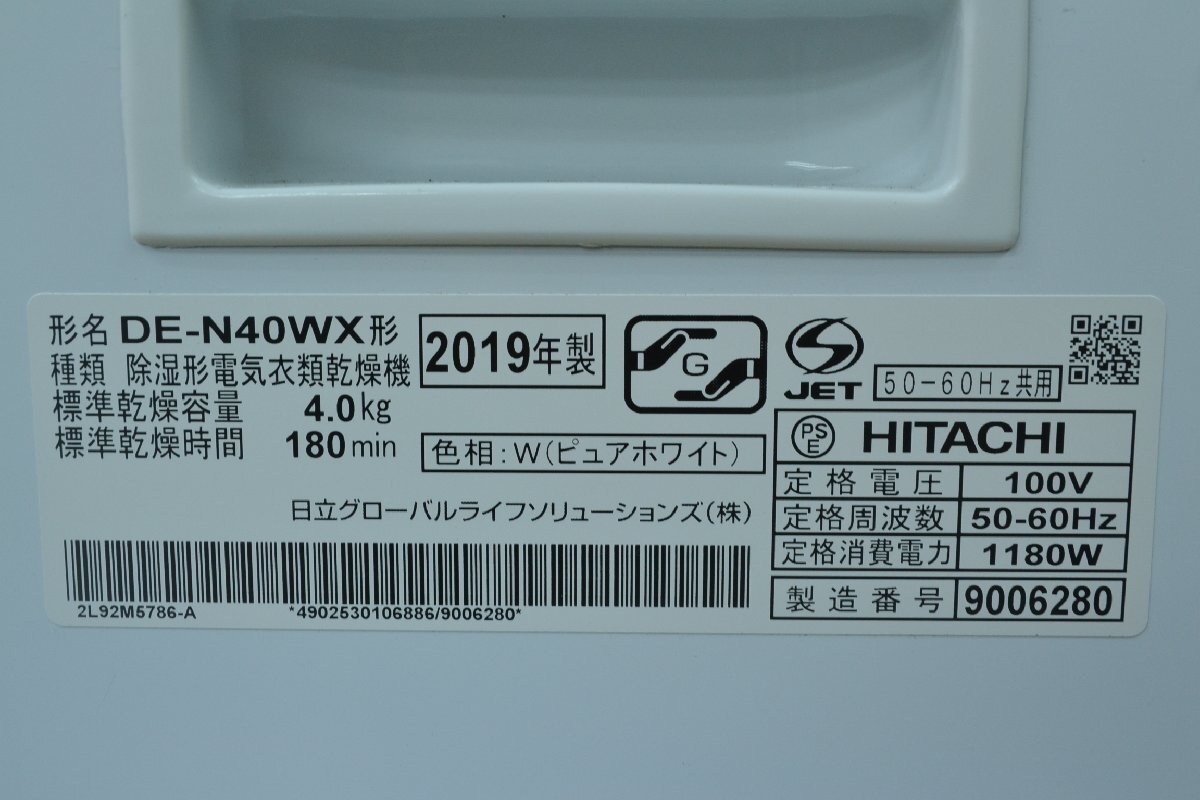 形名 DE-N40WX形
種類 除湿形電気衣類乾燥機
標準乾燥容量 4.0kg
標準乾燥時間 180min
2019年製
G
JET
50-60Hz共用
色相:W(ピュアホワイト)
PSE HITACHI
定格電圧 100V
定格周波数 50-60Hz
定格消費電力 1180W
製造番号 9006280
日立グローバルライフソリューションズ(株)
2L92M5786-A *4902530106886/9006280*